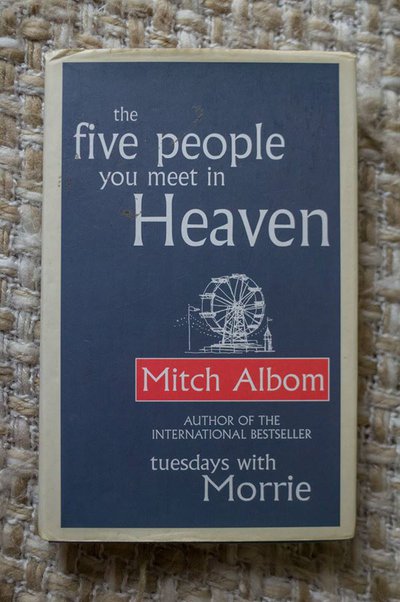 the
five people
you meet in
Heaven
Mitch Albom
AUTHOR OF THE
INTERNATIONAL BESTSELLER
tuesdays with
Morrie